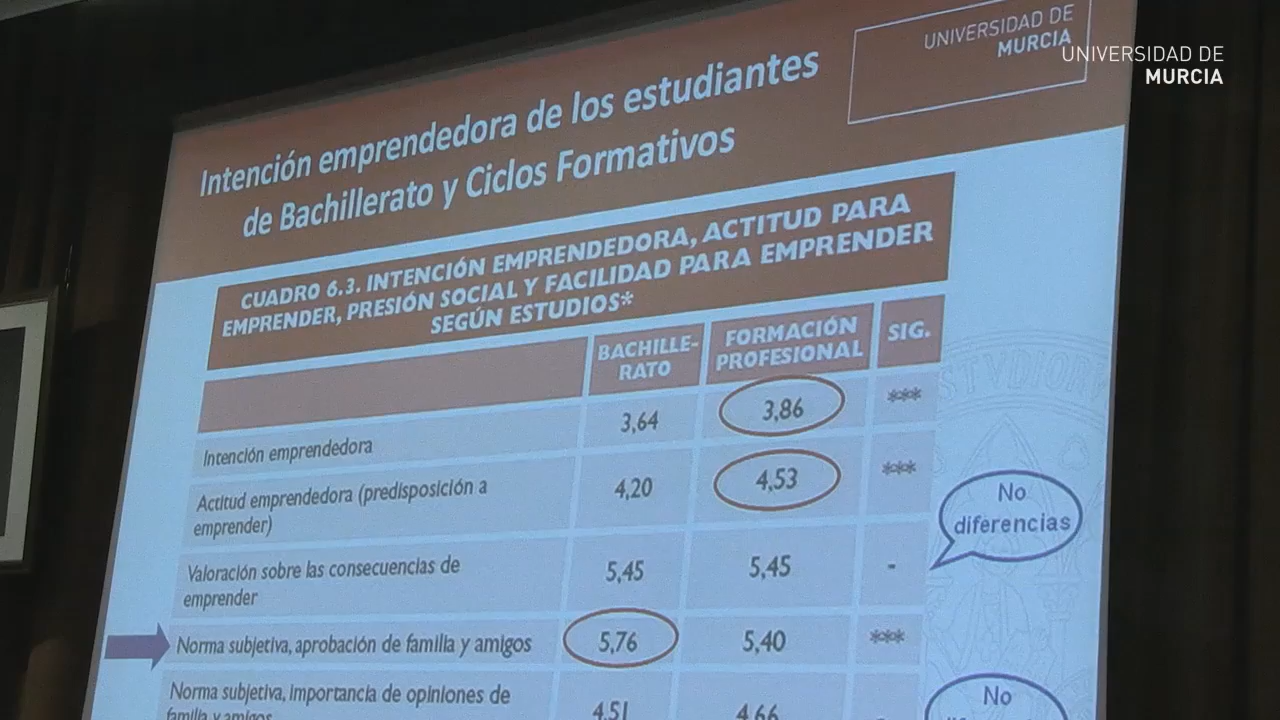 UNIVERSIDAD DE
MURCIA
UNIVERSIDAD DE
MURCIA
Intención emprendedora de los estudiantes
de Bachillerato y Ciclos Formativos
CUADRO 6.3. INTENCIÓN EMPRENDEDORA, ACTITUD PARA
EMPRENDER, PRESIÓN SOCIAL Y FACILIDAD PARA EMPRENDER
SEGÚN ESTUDIOS*
BACHILLE-
RATO
FORMACIÓN
PROFESIONAL
SIG.
Intención emprendedora
3,64
3,86
***
Actitud emprendedora (predisposición a
emprender)
4,20
4,53
***
No
diferencias
Valoración sobre las consecuencias de
emprender
5,45
5,45
-
Norma subjetiva, aprobación de familia y amigos
5,76
5,40
***
Norma subjetiva, importancia de opiniones de
familia y amigos
4,51
4,66
No